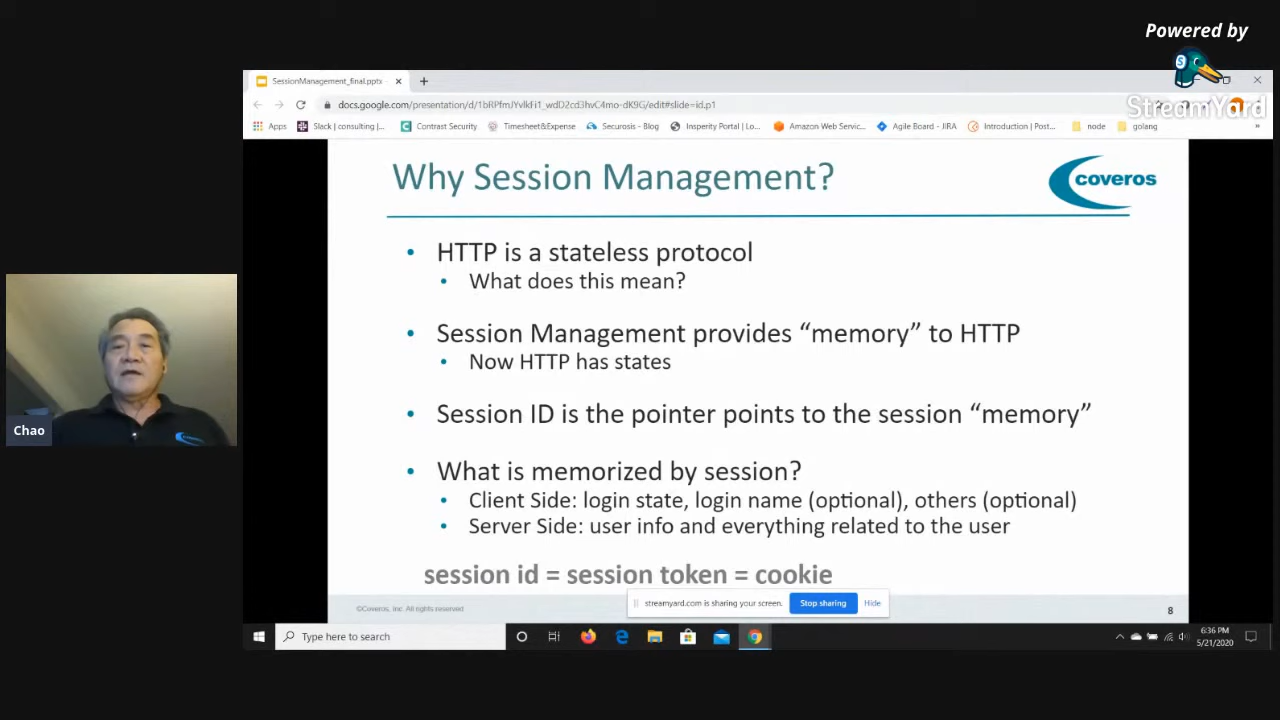 Powered by
StreamYard
SessionManagement_final.pptx
docs.google.com/presentation/d/1bRPfmJYvlkFi1_wdD2cd3hvC4mo-dK9G/edit#slide=id.p1
Apps
Slack | consulting |...
Contrast Security
Timesheet&Expense
Securosis - Blog
Insperity Portal | Lo...
Amazon Web Servic...
Agile Board - JIRA
Introduction | Post...
node
golang
Why Session Management?
coveros
• HTTP is a stateless protocol
• What does this mean?
• Session Management provides “memory” to HTTP
• Now HTTP has states
• Session ID is the pointer points to the session “memory”
• What is memorized by session?
• Client Side: login state, login name (optional), others (optional)
• Server Side: user info and everything related to the user
session id = session token = cookie
©Coveros, Inc. All rights reserved
8
streamyard.com is sharing your screen.
Stop sharing
Hide
Chao
Type here to search
6:36 PM
5/21/2020